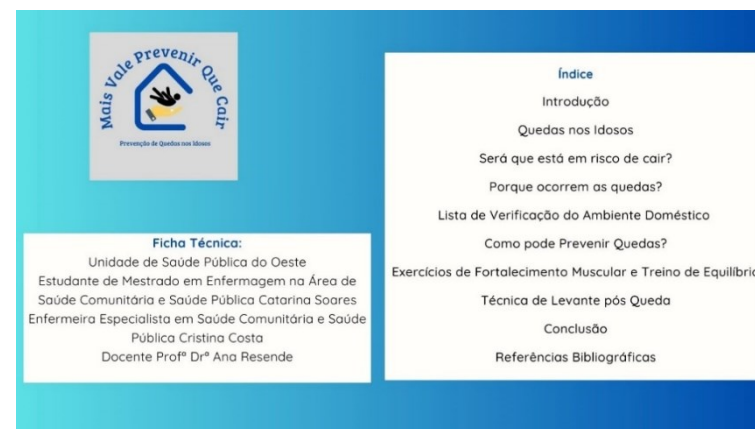 Mais Vale Prevenir Que Cair
Prevenção de Quedas nos Idosos
Ficha Técnica:
Unidade de Saúde Pública do Oeste
Estudante de Mestrado em Enfermagem na Área de
Saúde Comunitária e Saúde Pública Catarina Soares
Enfermeira Especialista em Saúde Comunitária e Saúde
Pública Cristina Costa
Docente Profª Drª Ana Resende
Índice
Introdução
Quedas nos Idosos
Será que está em risco de cair?
Porque ocorrem as quedas?
Lista de Verificação do Ambiente Doméstico
Como pode Prevenir Quedas?
Exercícios de Fortalecimento Muscular e Treino de Equilíbrio
Técnica de Levante pós Queda
Conclusão
Referências Bibliográficas